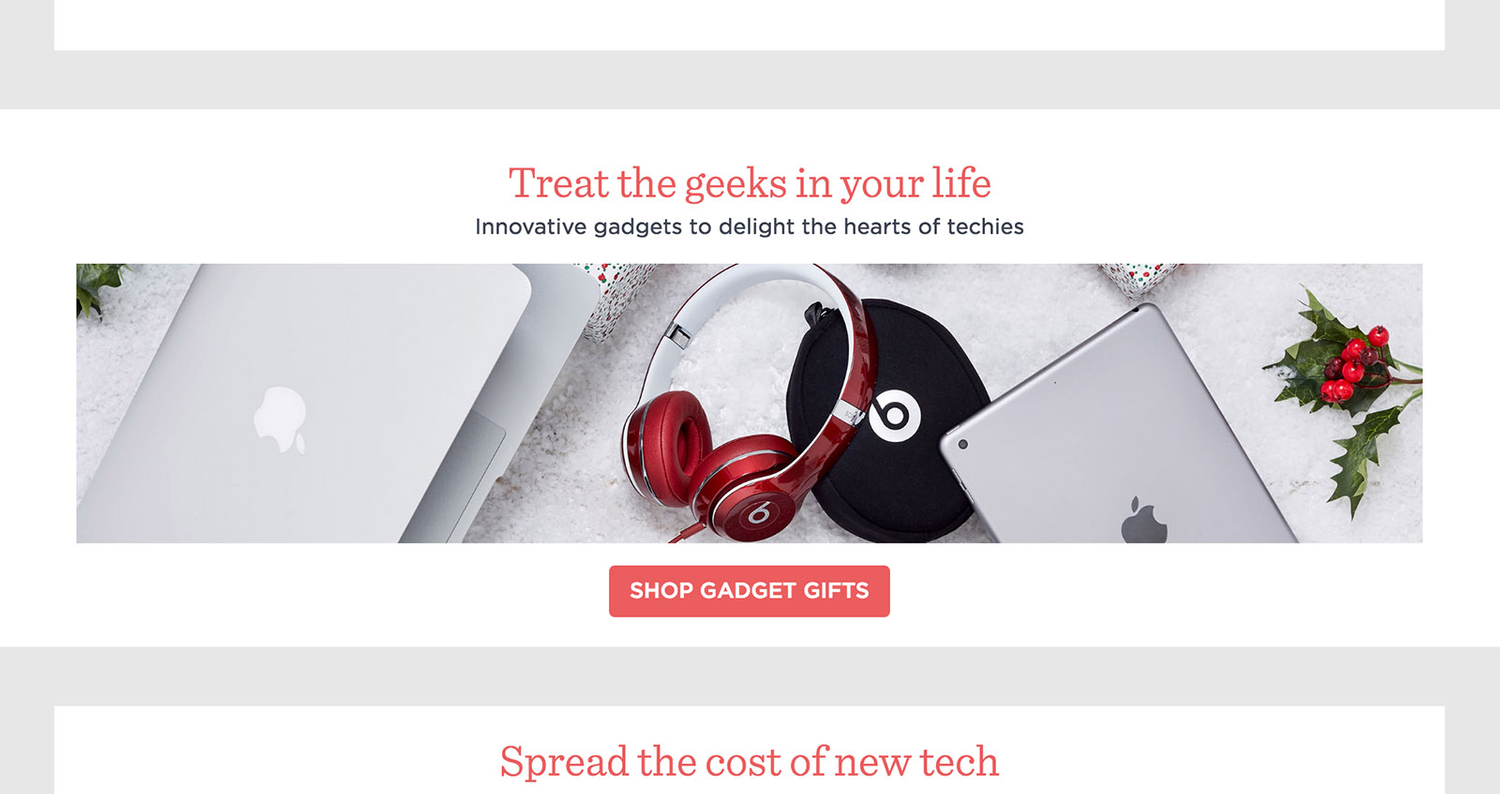 Treat the geeks in your life
Innovative gadgets to delight the hearts of techies
SHOP GADGET GIFTS
Spread the cost of new tech